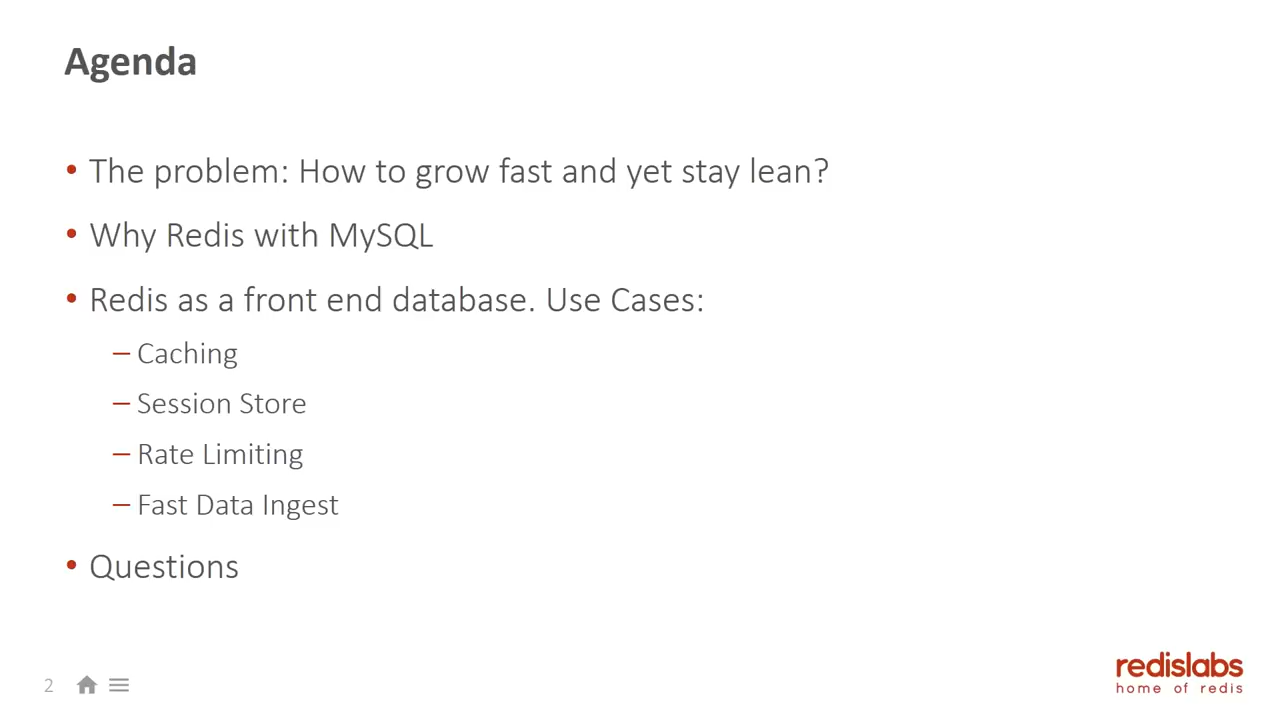 Agenda
• The problem: How to grow fast and yet stay lean?
• Why Redis with MySQL
• Redis as a front end database. Use Cases:
– Caching
– Session Store
– Rate Limiting
– Fast Data Ingest
• Questions
2
redislabs
home of redis